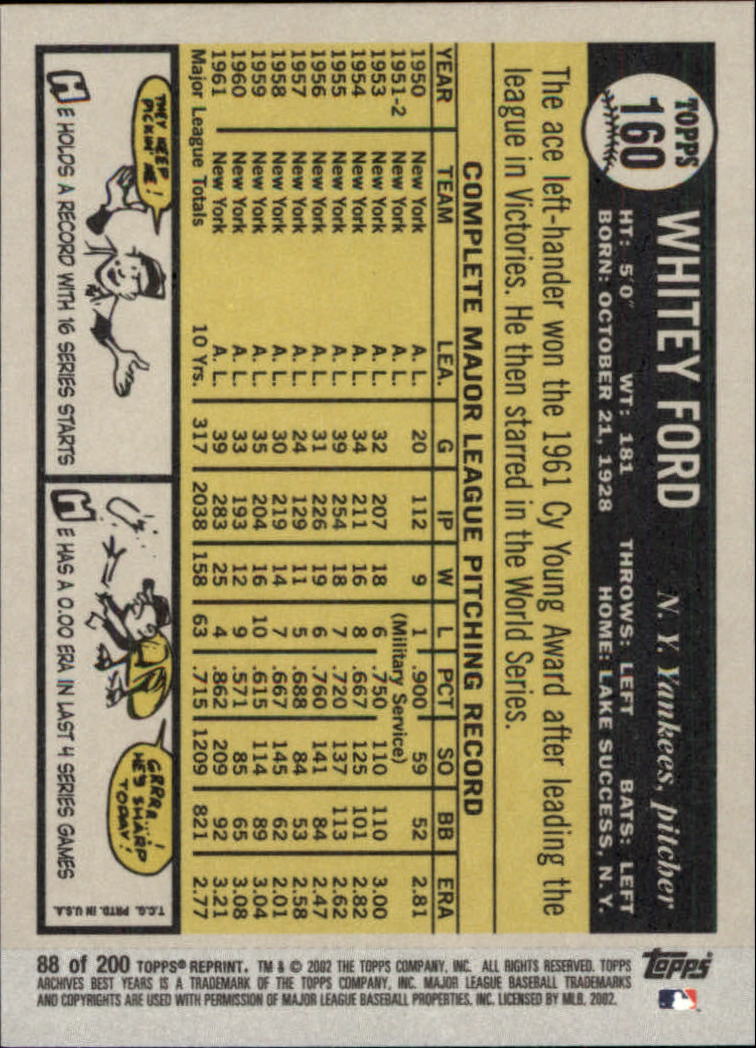 TOPPS
160
WHITEY FORD N.Y. Yankees, pitcher
HT: 5'0" WT: 181 THROWS: LEFT BATS: LEFT
BORN: OCTOBER 21, 1928 HOME: LAKE SUCCESS, N.Y.
The ace left-hander won the 1961 Cy Young Award after leading the
league in Victories. He then starred in the World Series.
COMPLETE MAJOR LEAGUE PITCHING RECORD
YEAR TEAM LEA. G IP W L PCT SO BB ERA
1950 New York A. L. 20 112 9 1 .900 59 52 2.81
1951-2 New York A. L. (Military Service)
1953 New York A. L. 32 207 18 6 .750 110 110 3.00
1954 New York A. L. 34 211 16 8 .667 125 101 2.82
1955 New York A. L. 39 254 18 7 .720 137 113 2.62
1956 New York A. L. 31 226 19 6 .760 141 84 2.47
1957 New York A. L. 24 129 11 5 .688 84 53 2.58
1958 New York A. L. 30 219 14 7 .667 145 62 2.01
1959 New York A. L. 35 204 16 10 .615 114 89 3.04
1960 New York A. L. 33 193 12 9 .571 85 65 3.08
1961 New York A. L. 39 283 25 4 .862 209 92 3.21
Major League Totals 10 Yrs. 317 2038 158 63 .715 1209 821 2.77
THEY KEEP
PICKIN' ME!
HE HOLDS A RECORD WITH 16 SERIES STARTS
GRRRR...!
HE'S SHARP
TODAY!
HE HAS A 0.00 ERA IN LAST 4 SERIES GAMES
T.C.G. PRTD. IN U.S.A.
88 of 200 TOPPS® REPRINT. TM & © 2002 THE TOPPS COMPANY, INC. ALL RIGHTS RESERVED. TOPPS
ARCHIVES BEST YEARS IS A TRADEMARK OF THE TOPPS COMPANY, INC. MAJOR LEAGUE BASEBALL TRADEMARKS
AND COPYRIGHTS ARE USED WITH PERMISSION OF MAJOR LEAGUE BASEBALL PROPERTIES, INC. LICENSED BY MLB, 2002.
topps